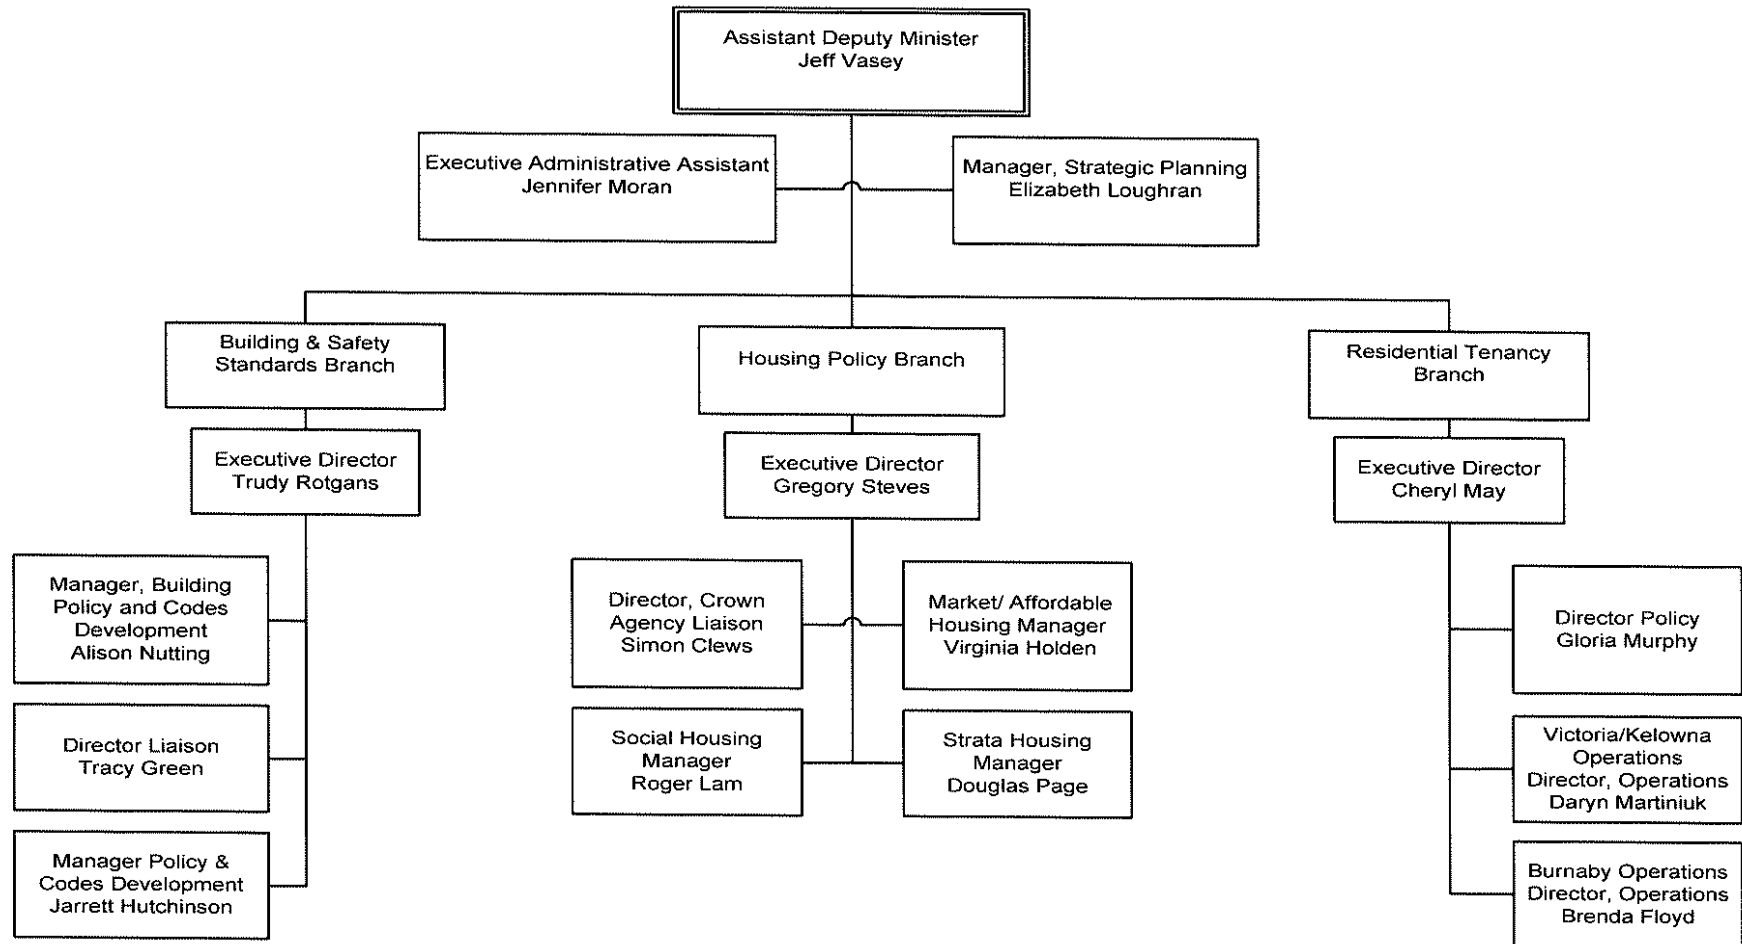 Assistant Deputy Minister
Jeff Vasey
Executive Administrative Assistant
Jennifer Moran
Manager, Strategic Planning
Elizabeth Loughran
Building & Safety
Standards Branch
Housing Policy Branch
Residential Tenancy
Branch
Executive Director
Trudy Rotgans
Executive Director
Gregory Steves
Executive Director
Cheryl May
Manager, Building
Policy and Codes
Development
Alison Nutting
Director, Crown
Agency Liaison
Simon Clews
Market/ Affordable
Housing Manager
Virginia Holden
Director Policy
Gloria Murphy
Director Liaison
Tracy Green
Social Housing
Manager
Roger Lam
Strata Housing
Manager
Douglas Page
Victoria/Kelowna
Operations
Director, Operations
Daryn Martiniuk
Manager Policy &
Codes Development
Jarrett Hutchinson
Burnaby Operations
Director, Operations
Brenda Floyd